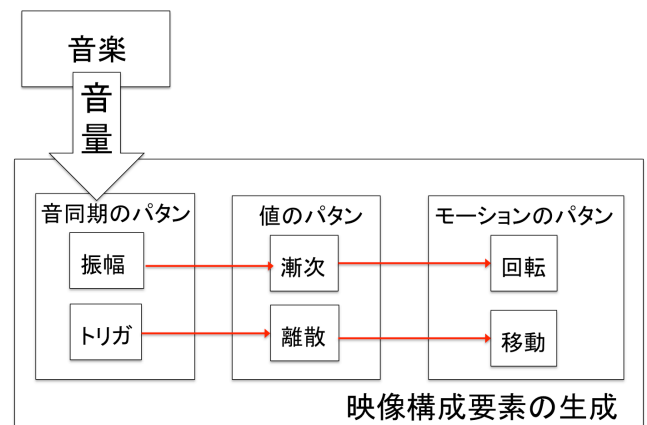 音楽
音量
音同期のパタン
値のパタン
モーションのパタン
振幅
漸次
回転
トリガ
離散
移動
映像構成要素の生成